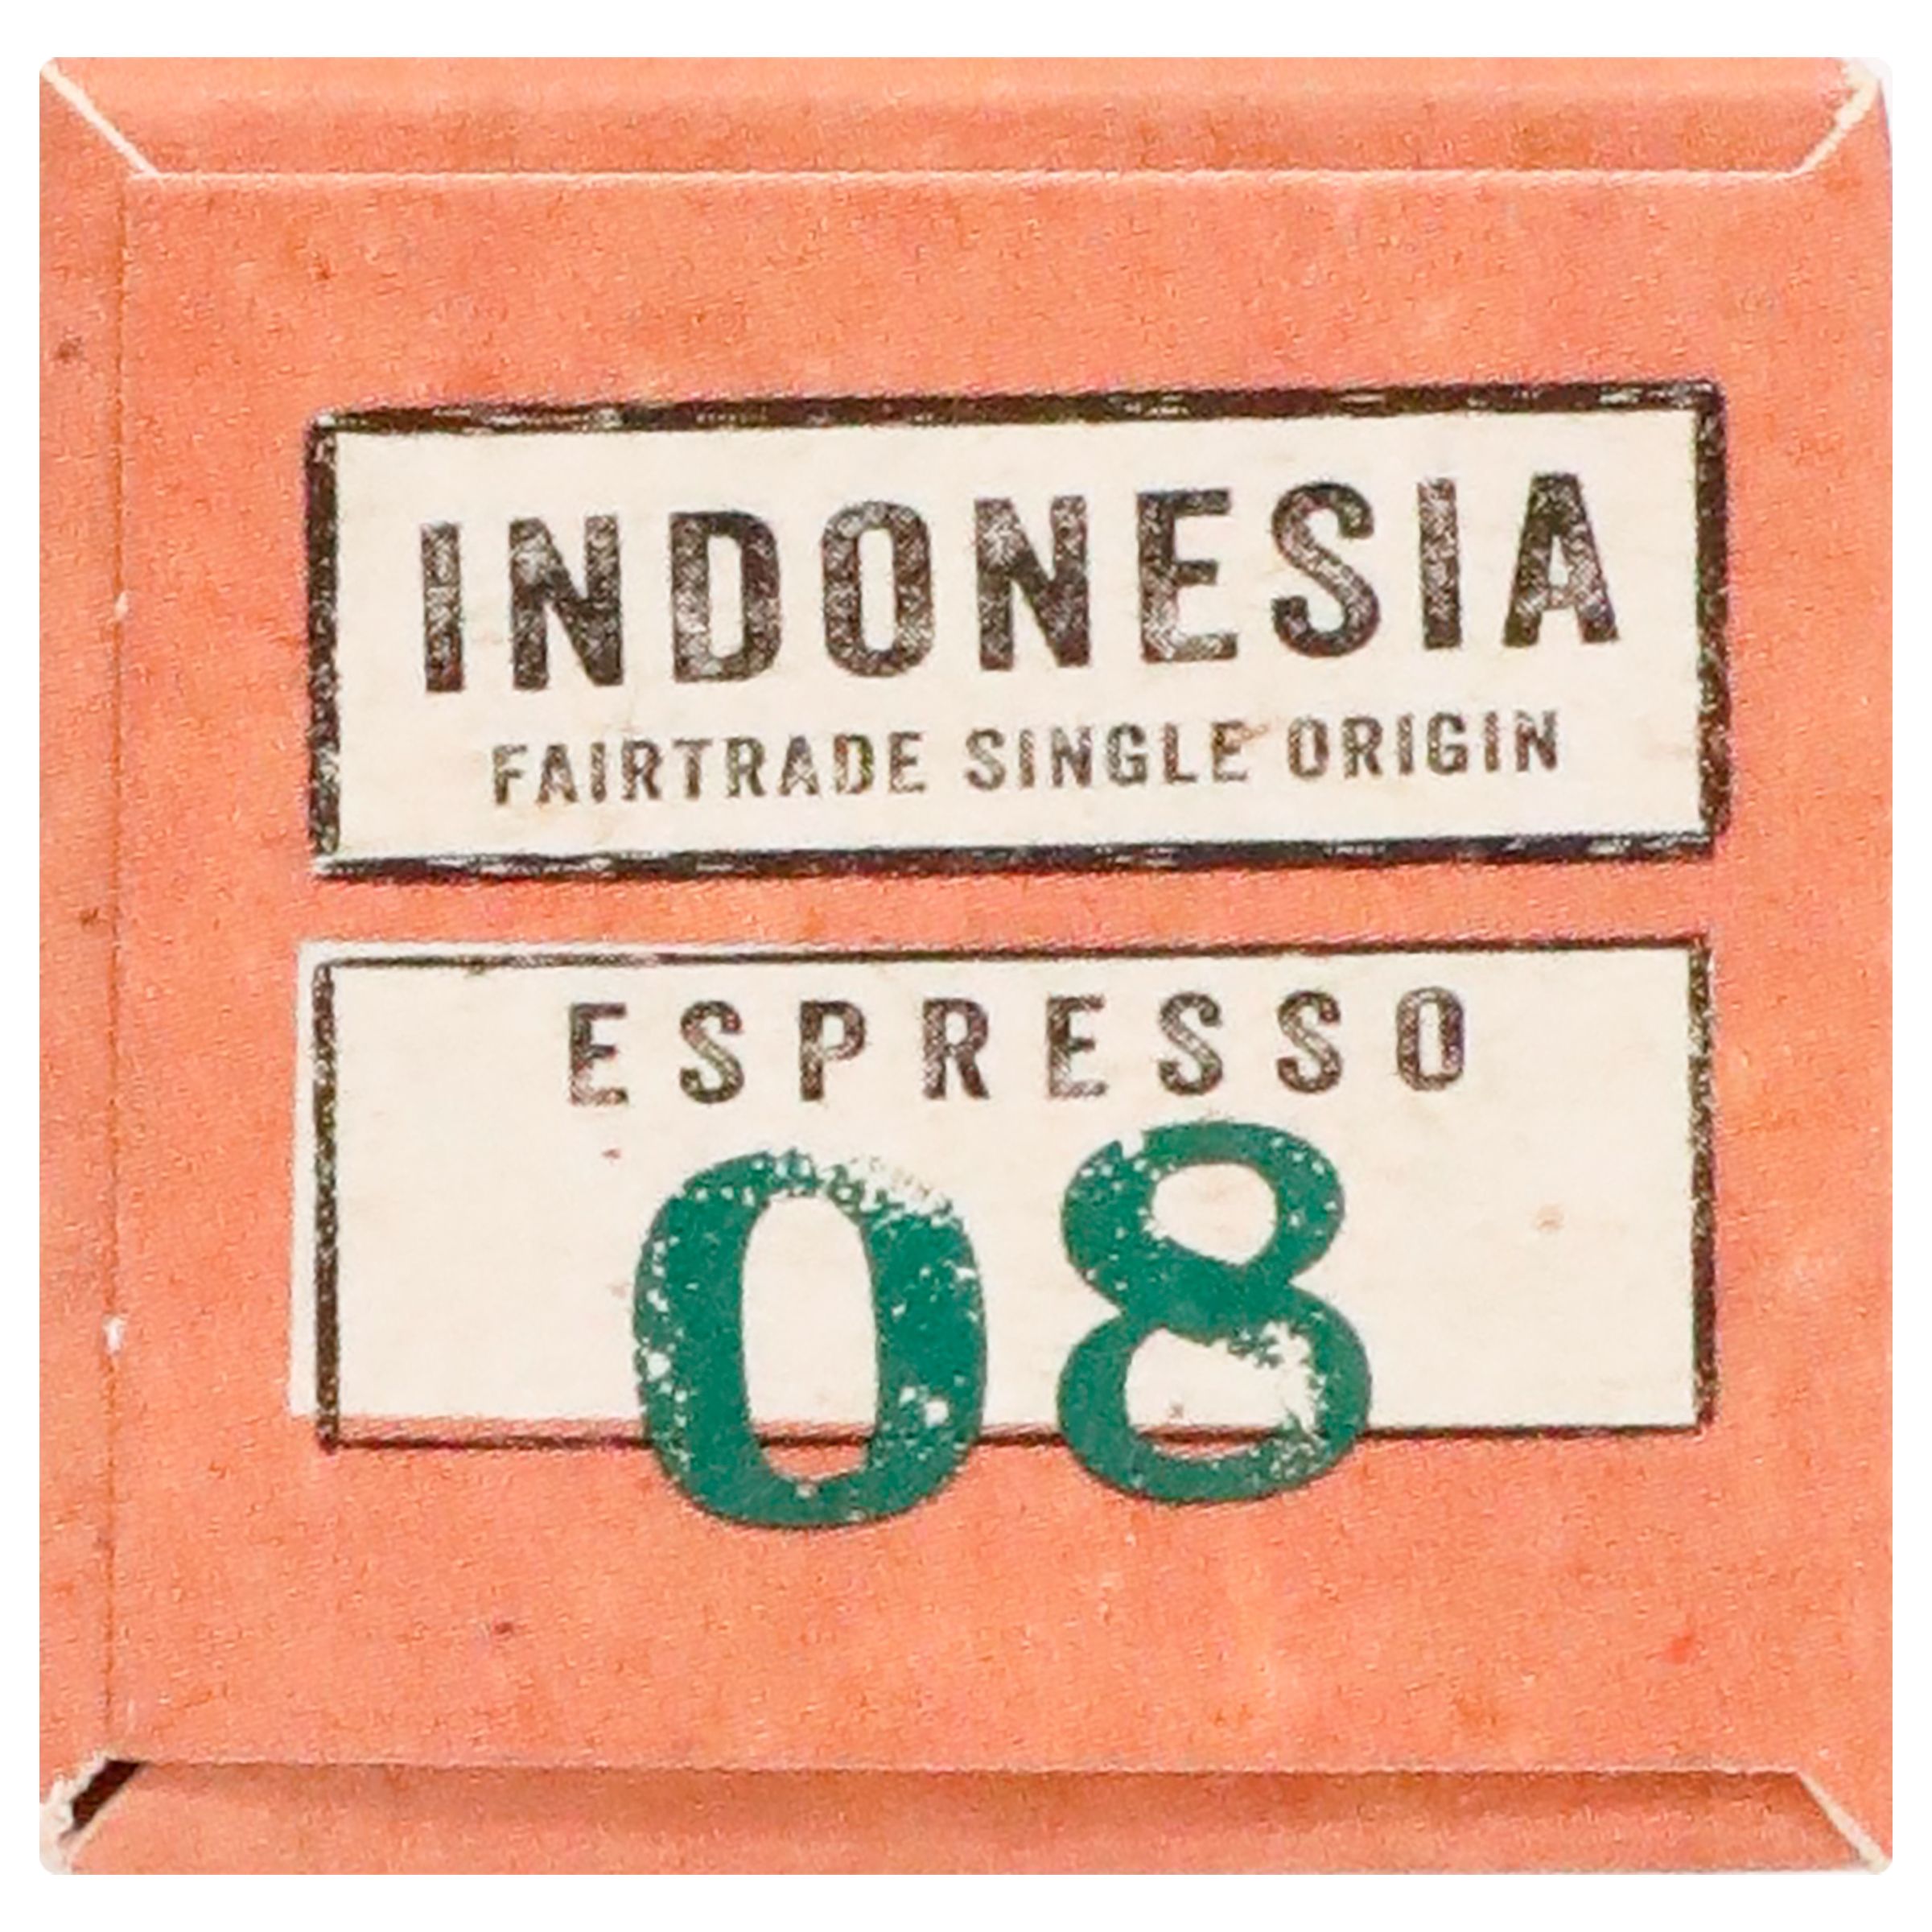 INDONESIA
FAIRTRADE SINGLE ORIGIN
ESPRESSO
08